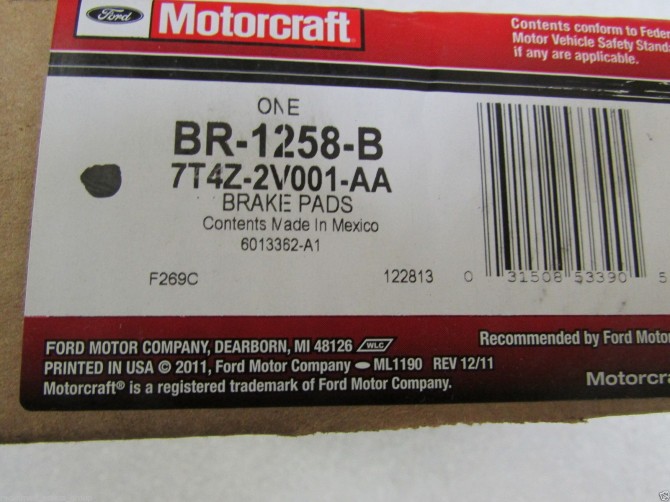 Ford
Motorcraft
Contents conform to Feder
Motor Vehicle Safety Stand
if any are applicable.
ONE
BR-1258-B
7T4Z-2V001-AA
BRAKE PADS
Contents Made In Mexico
6013362-A1
F269C
122813
0 31508 53390 5
FORD MOTOR COMPANY, DEARBORN, MI 48126 WLC
PRINTED IN USA © 2011, Ford Motor Company ML1190 REV 12/11
Motorcraft® is a registered trademark of Ford Motor Company.
Recommended by Ford Motor
Motorcra